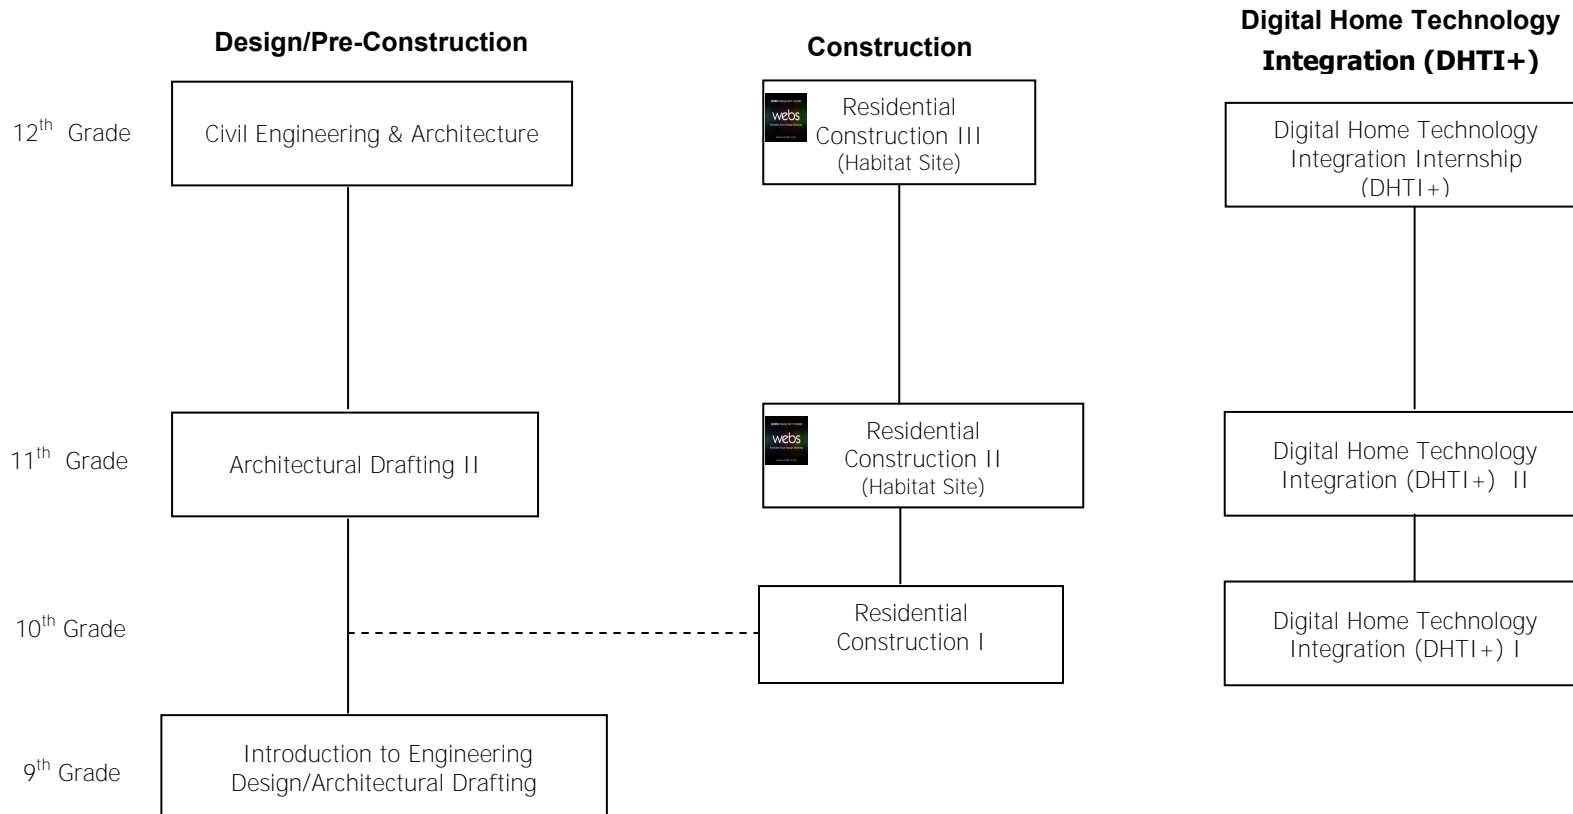 Design/Pre-Construction
Construction
Digital Home Technology
Integration (DHTI+)
12th Grade
Civil Engineering & Architecture
webs
Residential
Construction III
(Habitat Site)
Digital Home Technology
Integration Internship
(DHTI+)
11th Grade
Architectural Drafting II
webs
Residential
Construction II
(Habitat Site)
Digital Home Technology
Integration (DHTI+) II
10th Grade
Residential
Construction I
Digital Home Technology
Integration (DHTI+) I
9th Grade
Introduction to Engineering
Design/Architectural Drafting